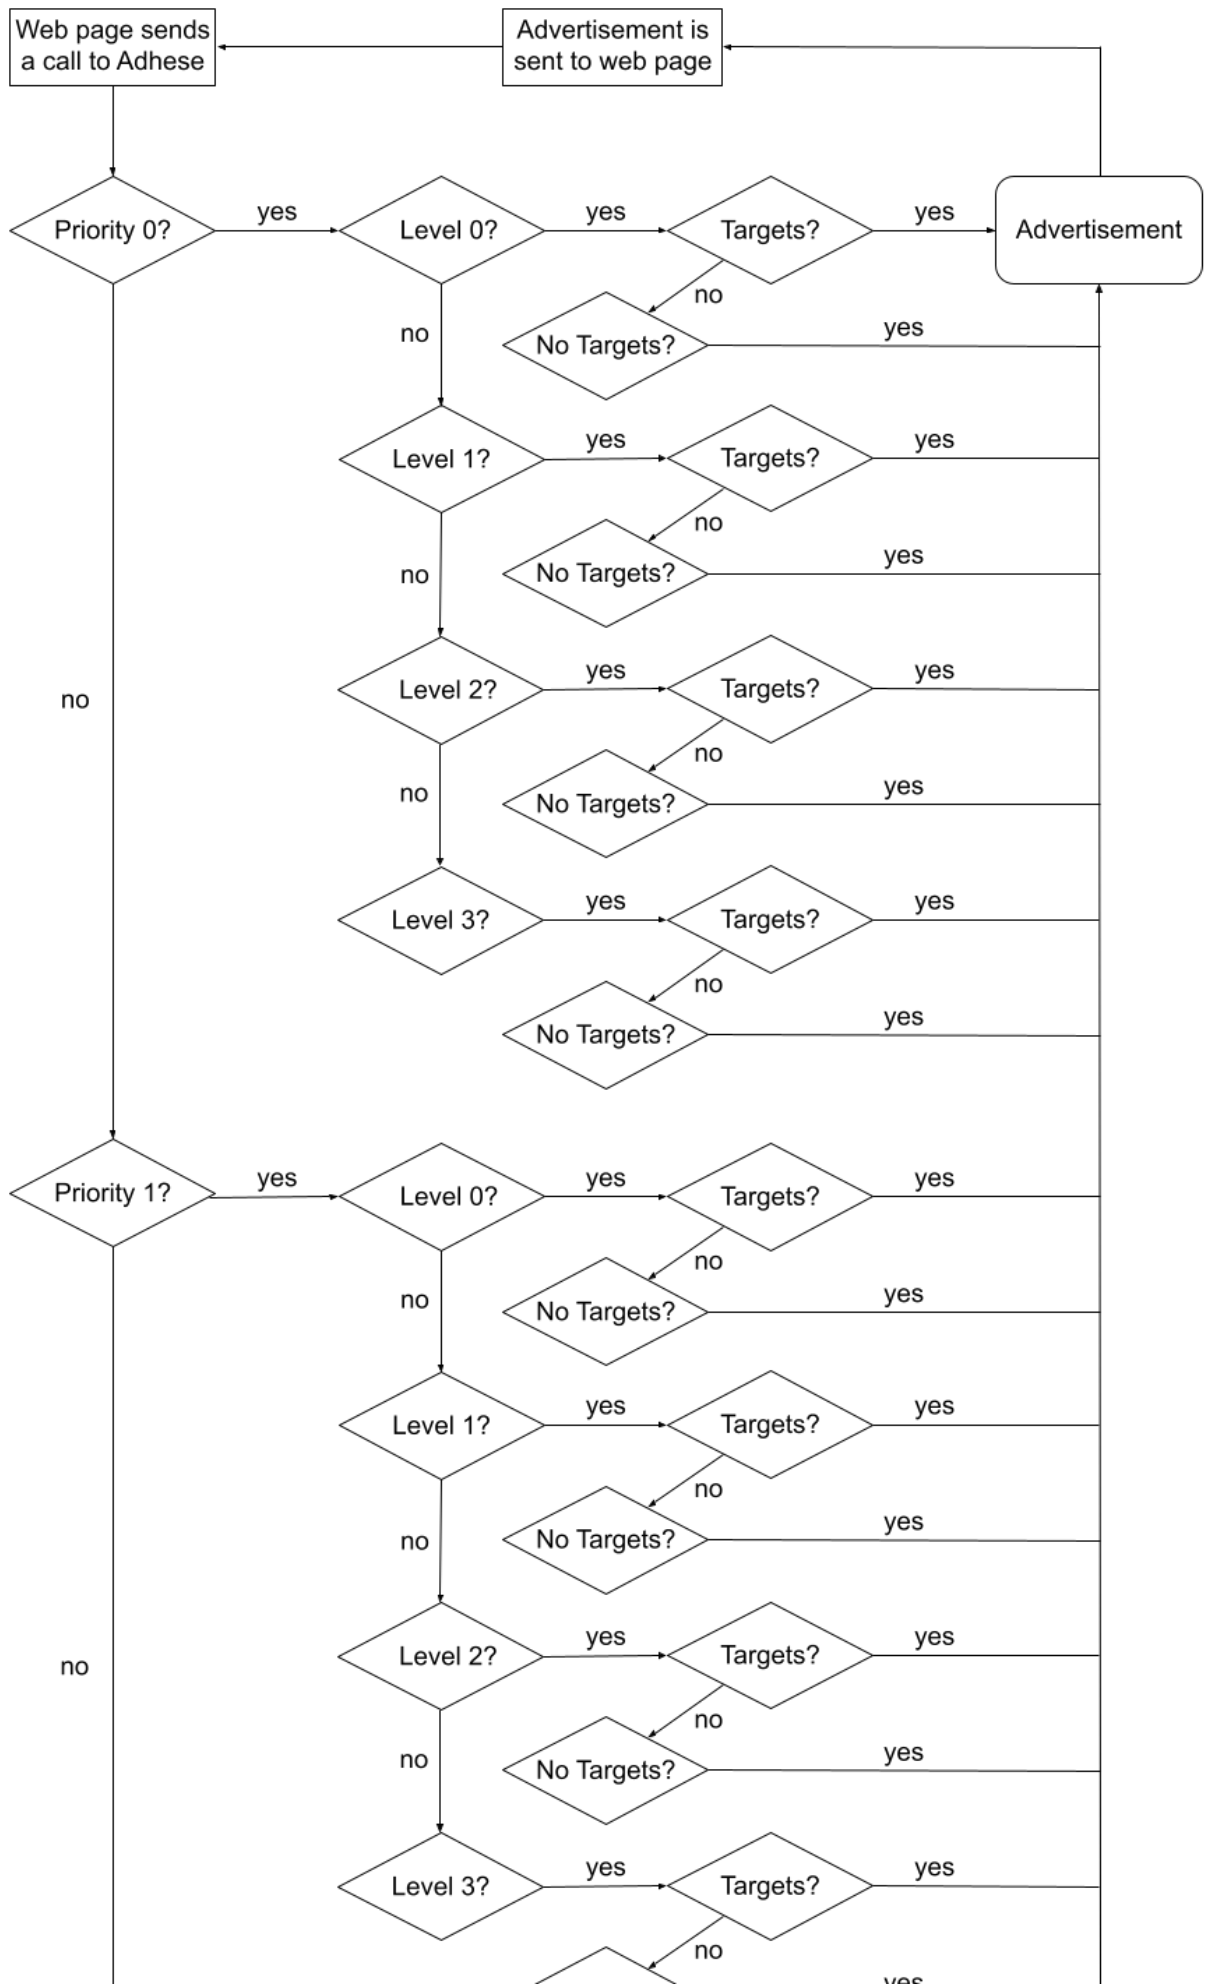 Web page sends
a call to Adhese
Advertisement is
sent to web page
Priority 0?
yes
Level 0?
yes
Targets?
yes
Advertisement
no
no
No Targets?
yes
Level 1?
yes
Targets?
yes
no
no
No Targets?
yes
no
Level 2?
yes
Targets?
yes
no
no
No Targets?
yes
Level 3?
yes
Targets?
yes
no
No Targets?
yes
Priority 1?
yes
Level 0?
yes
Targets?
yes
no
no
No Targets?
yes
Level 1?
yes
Targets?
yes
no
no
No Targets?
yes
no
Level 2?
yes
Targets?
yes
no
no
No Targets?
yes
Level 3?
yes
Targets?
yes
no
yes